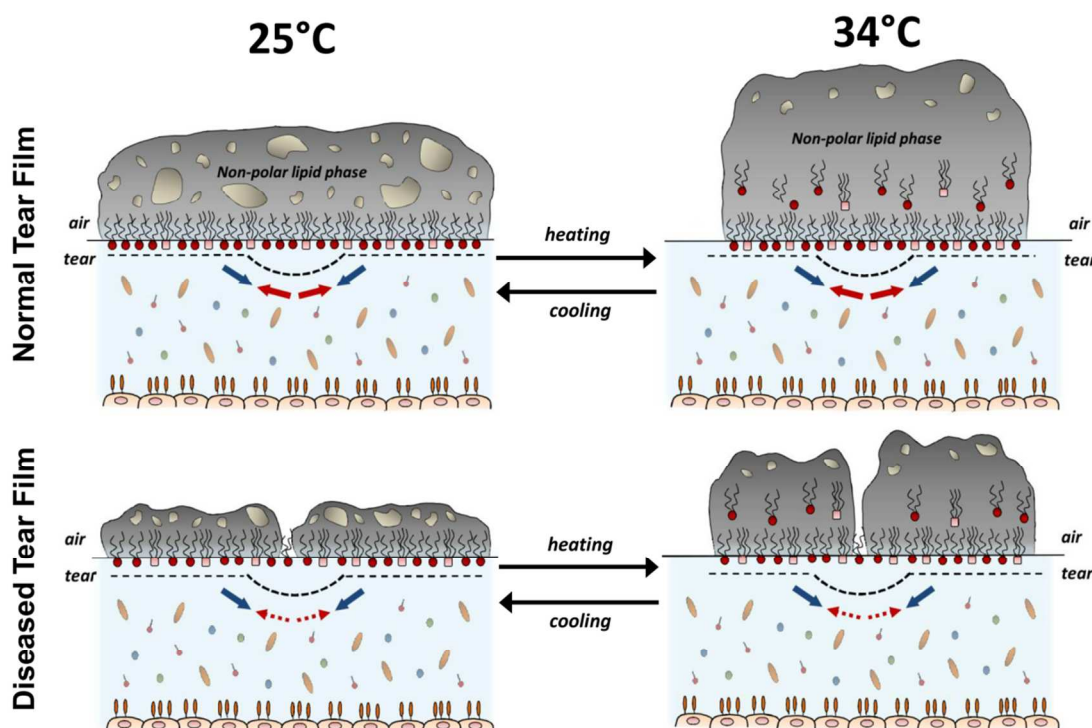 25°C
34°C
Normal Tear Film
Non-polar lipid phase
air
tear
heating
cooling
Non-polar lipid phase
air
tear
Diseased Tear Film
air
tear
heating
cooling
air
tear